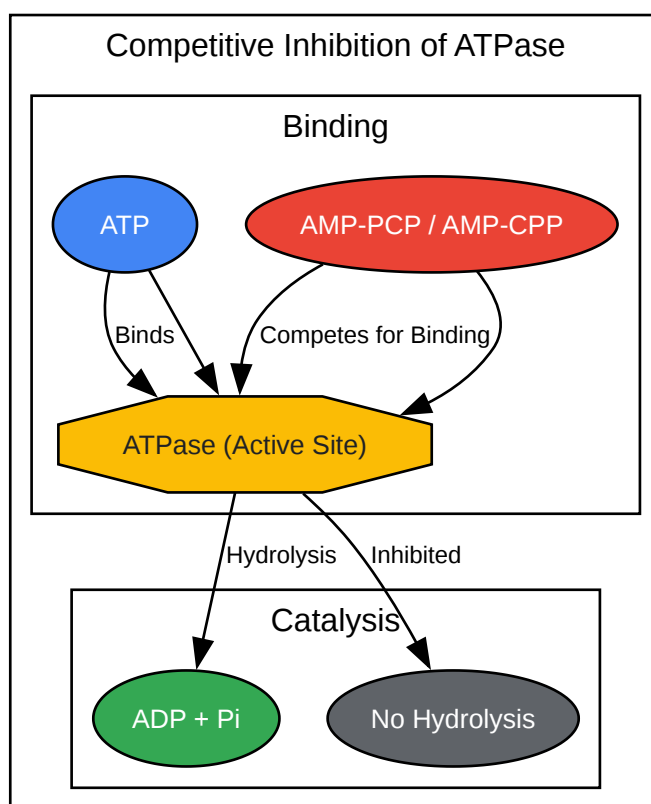 Competitive Inhibition of ATPase
Binding
ATP
AMP-PCP / AMP-CPP
Binds
Competes for Binding
ATPase (Active Site)
Hydrolysis
Inhibited
Catalysis
ADP + Pi
No Hydrolysis